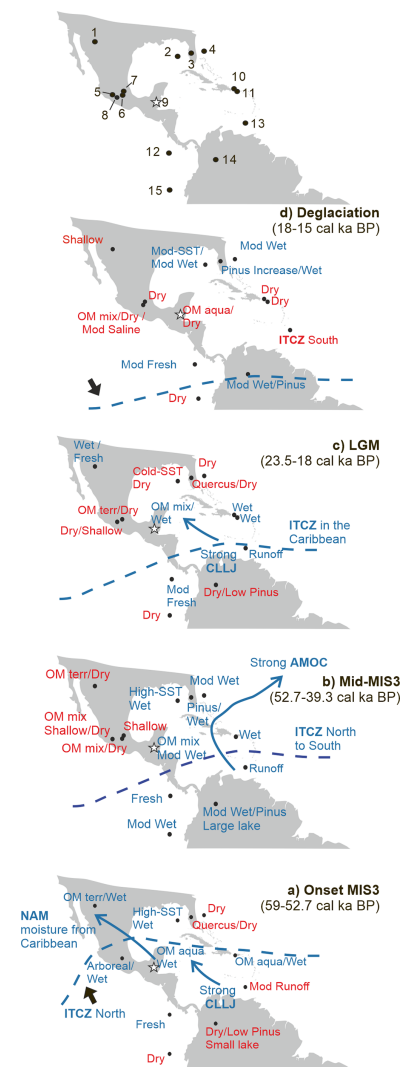 1
2
3
4
5
7
8
6
9
10
11
12
13
14
15
d) Deglaciation
(18-15 cal ka BP)
Shallow
Mod-SST/
Mod Wet
Mod Wet
Pinus Increase/Wet
Dry
OM mix/Dry /
Mod Saline
OM aqua/
Dry
Dry
Dry
ITCZ South
Mod Fresh
Mod Wet/Pinus
Dry
c) LGM
(23.5-18 cal ka BP)
Wet /
Fresh
Cold-SST
Dry
Dry
Quercus/Dry
OM terr/Dry
Dry/Shallow
OM mix/
Wet
Wet
Wet
ITCZ in the
Caribbean
Strong
CLLJ
Runoff
Mod
Fresh
Dry/Low Pinus
Dry
Strong AMOC
b) Mid-MIS3
(52.7-39.3 cal ka BP)
OM terr/Dry
High-SST
Wet
Mod Wet
Pinus/
Wet
OM mix
Shallow/Dry
Shallow
OM mix/Dry
OM mix
Mod Wet
Wet
ITCZ North
to South
Runoff
Fresh
Mod Wet
Mod Wet/Pinus
Large lake
a) Onset MIS3
(59-52.7 cal ka BP)
OM terr/Wet
NAM
moisture from
Caribbean
High-SST
Wet
Dry
Quercus/Dry
Arboreal/
Wet
OM aqua
Wet
OM aqua/Wet
ITCZ North
Strong
CLLJ
Mod Runoff
Fresh
Dry/Low Pinus
Small lake
Dry